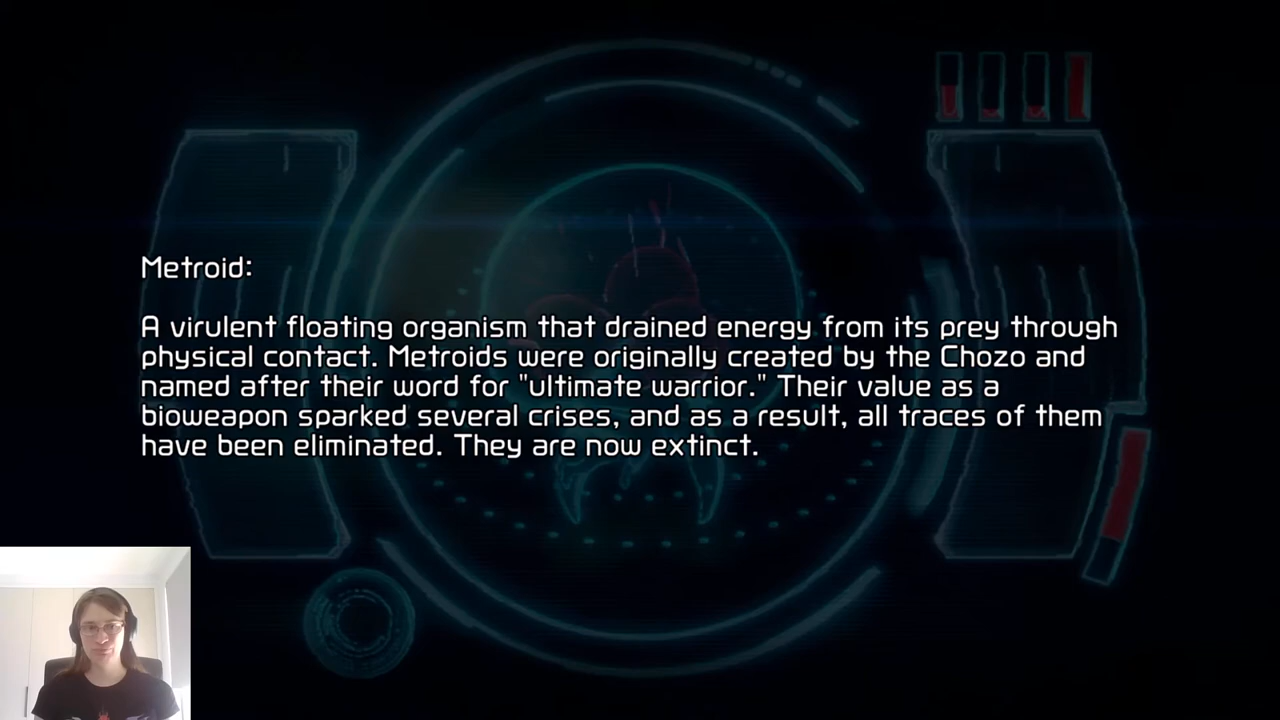 Metroid:
A virulent floating organism that drained energy from its prey through
physical contact. Metroids were originally created by the Chozo and
named after their word for "ultimate warrior." Their value as a
bioweapon sparked several crises, and as a result, all traces of them
have been eliminated. They are now extinct.